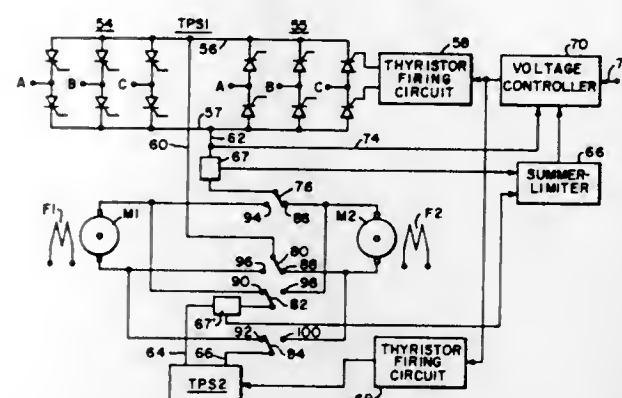 54
TPS1
55
58
70
56
A
B
C
A
B
C
THYRISTOR
FIRING
CIRCUIT
VOLTAGE
CONTROLLER
57
62
60
74
67
66
SUMMER-
LIMITER
76
F1
M1
94
86
M2
F2
80
96
88
90
98
82
67'
92
100
84
64
66
THYRISTOR
FIRING
CIRCUIT
TPS2